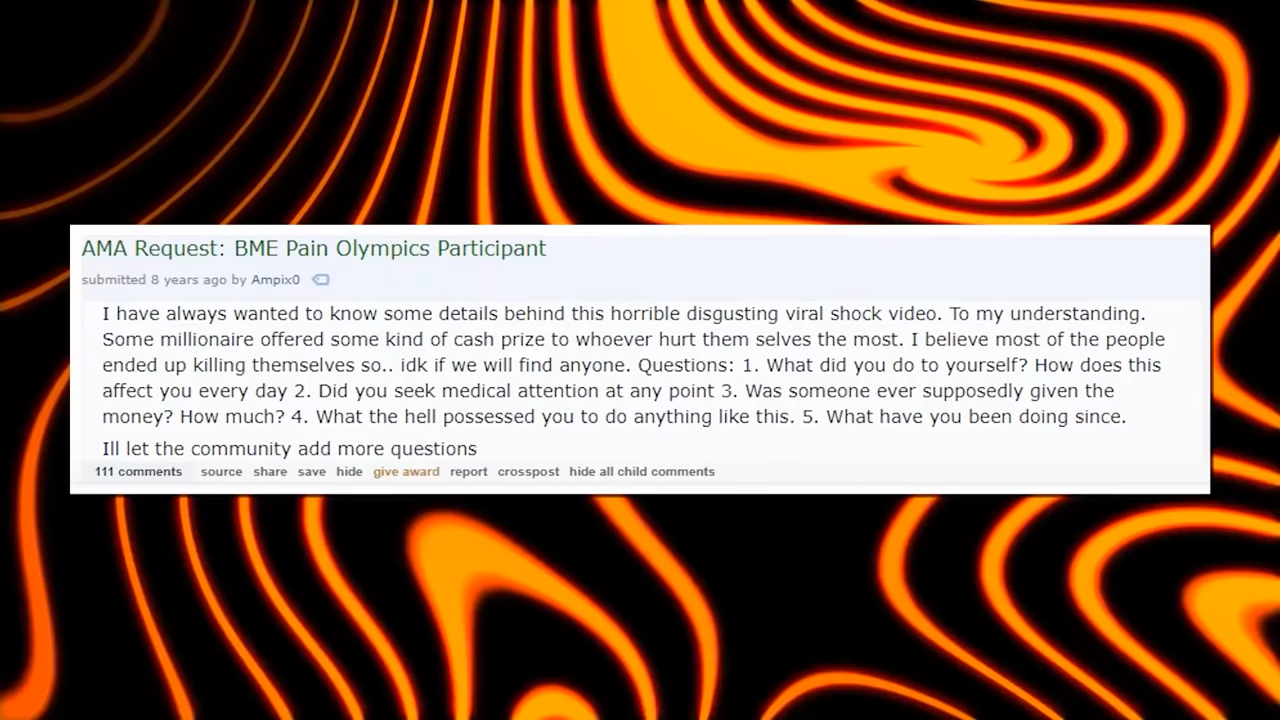 AMA Request: BME Pain Olympics Participant
submitted 8 years ago by Ampix0
I have always wanted to know some details behind this horrible disgusting viral shock video. To my understanding.
Some millionaire offered some kind of cash prize to whoever hurt them selves the most. I believe most of the people
ended up killing themselves so.. idk if we will find anyone. Questions: 1. What did you do to yourself? How does this
affect you every day 2. Did you seek medical attention at any point 3. Was someone ever supposedly given the
money? How much? 4. What the hell possessed you to do anything like this. 5. What have you been doing since.
Ill let the community add more questions
111 comments source share save hide give award report crosspost hide all child comments